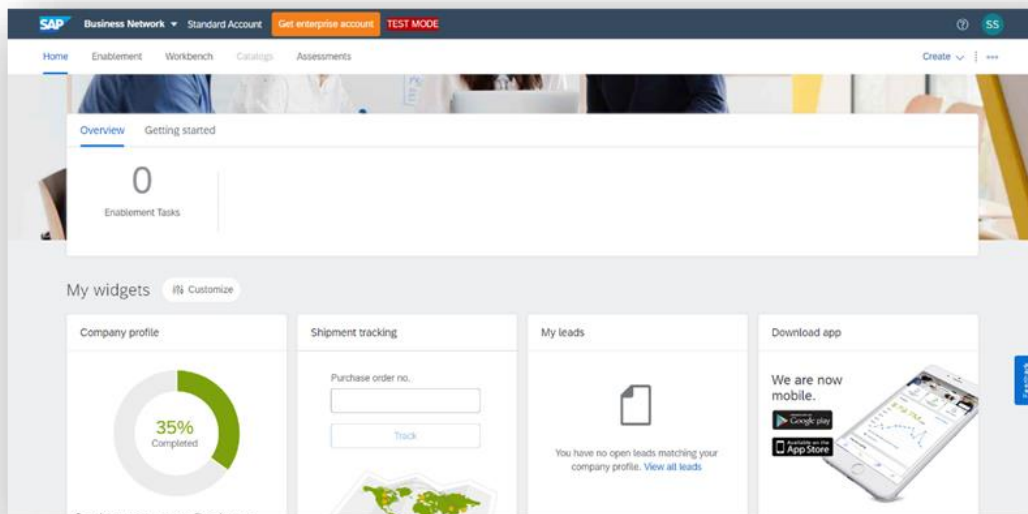 SAP Business Network Standard Account Get enterprise account TEST MODE SS
Home Enablement Workbench Catalogs Assessments Create
Overview Getting started
0
Enablement Tasks
My widgets Customize
Company profile
35%
Completed
Shipment tracking
Purchase order no.
Track
My leads
You have no open leads matching your
company profile. View all leads
Download app
We are now
mobile.
Google play
Available on the
App Store